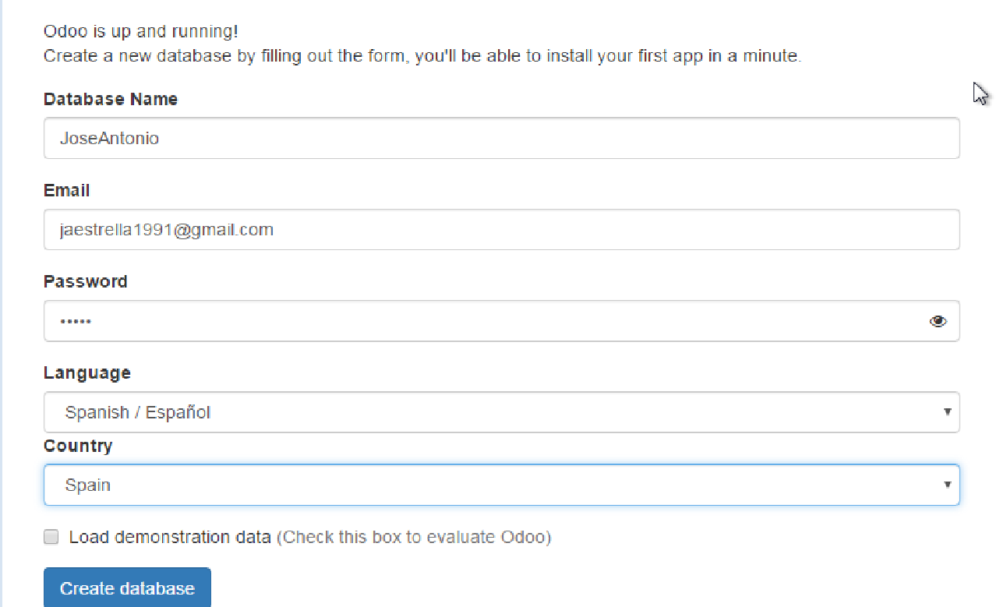 Odoo is up and running!
Create a new database by filling out the form, you'll be able to install your first app in a minute.
Database Name
JoseAntonio
Email
jaestrella1991@gmail.com
Password
•••••
Language
Spanish / Español
Country
Spain
Load demonstration data (Check this box to evaluate Odoo)
Create database